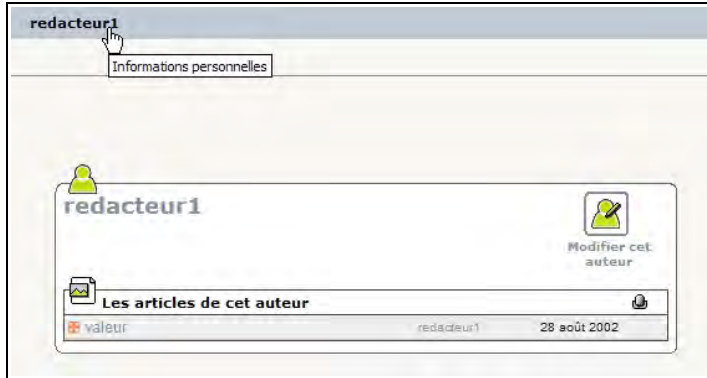 redacteur1
Informations personnelles
redacteur1
Modifier cet
auteur
Les articles de cet auteur
valeur redacteur1 28 août 2002